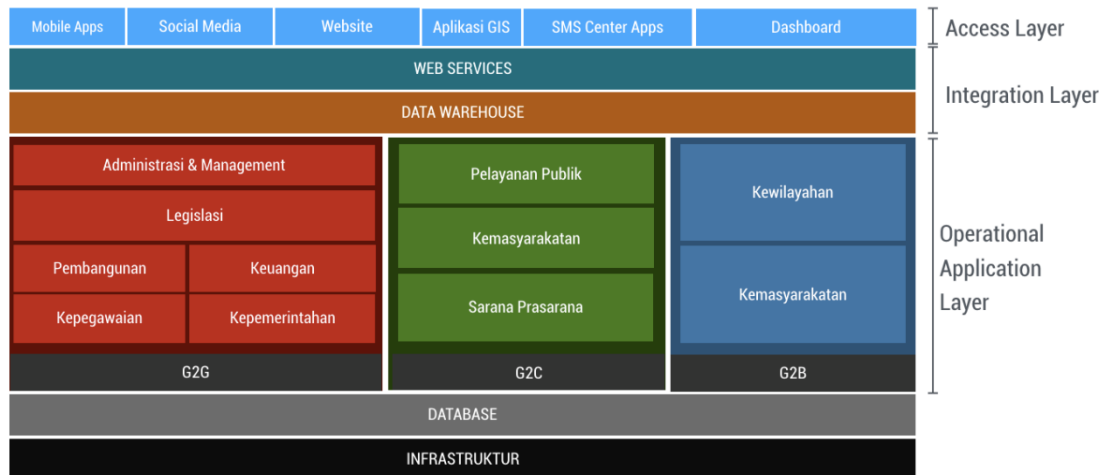 Mobile Apps
Social Media
Website
Aplikasi GIS
SMS Center Apps
Dashboard
Access Layer
WEB SERVICES
Integration Layer
DATA WAREHOUSE
Administrasi & Management
Legislasi
Pembangunan
Keuangan
Kepegawaian
Kepemerintahan
G2G
Pelayanan Publik
Kemasyarakatan
Sarana Prasarana
G2C
Kewilayahan
Kemasyarakatan
G2B
Operational
Application
Layer
DATABASE
INFRASTRUKTUR